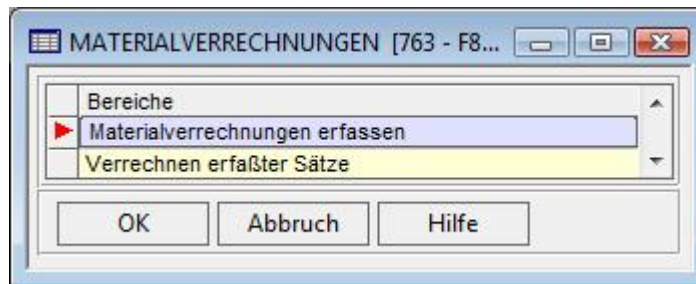 MATERIALVERRECHNUNGEN [763 - F8...
Bereiche
Materialverrechnungen erfassen
Verrechnen erfaßter Sätze
OK Abbruch Hilfe